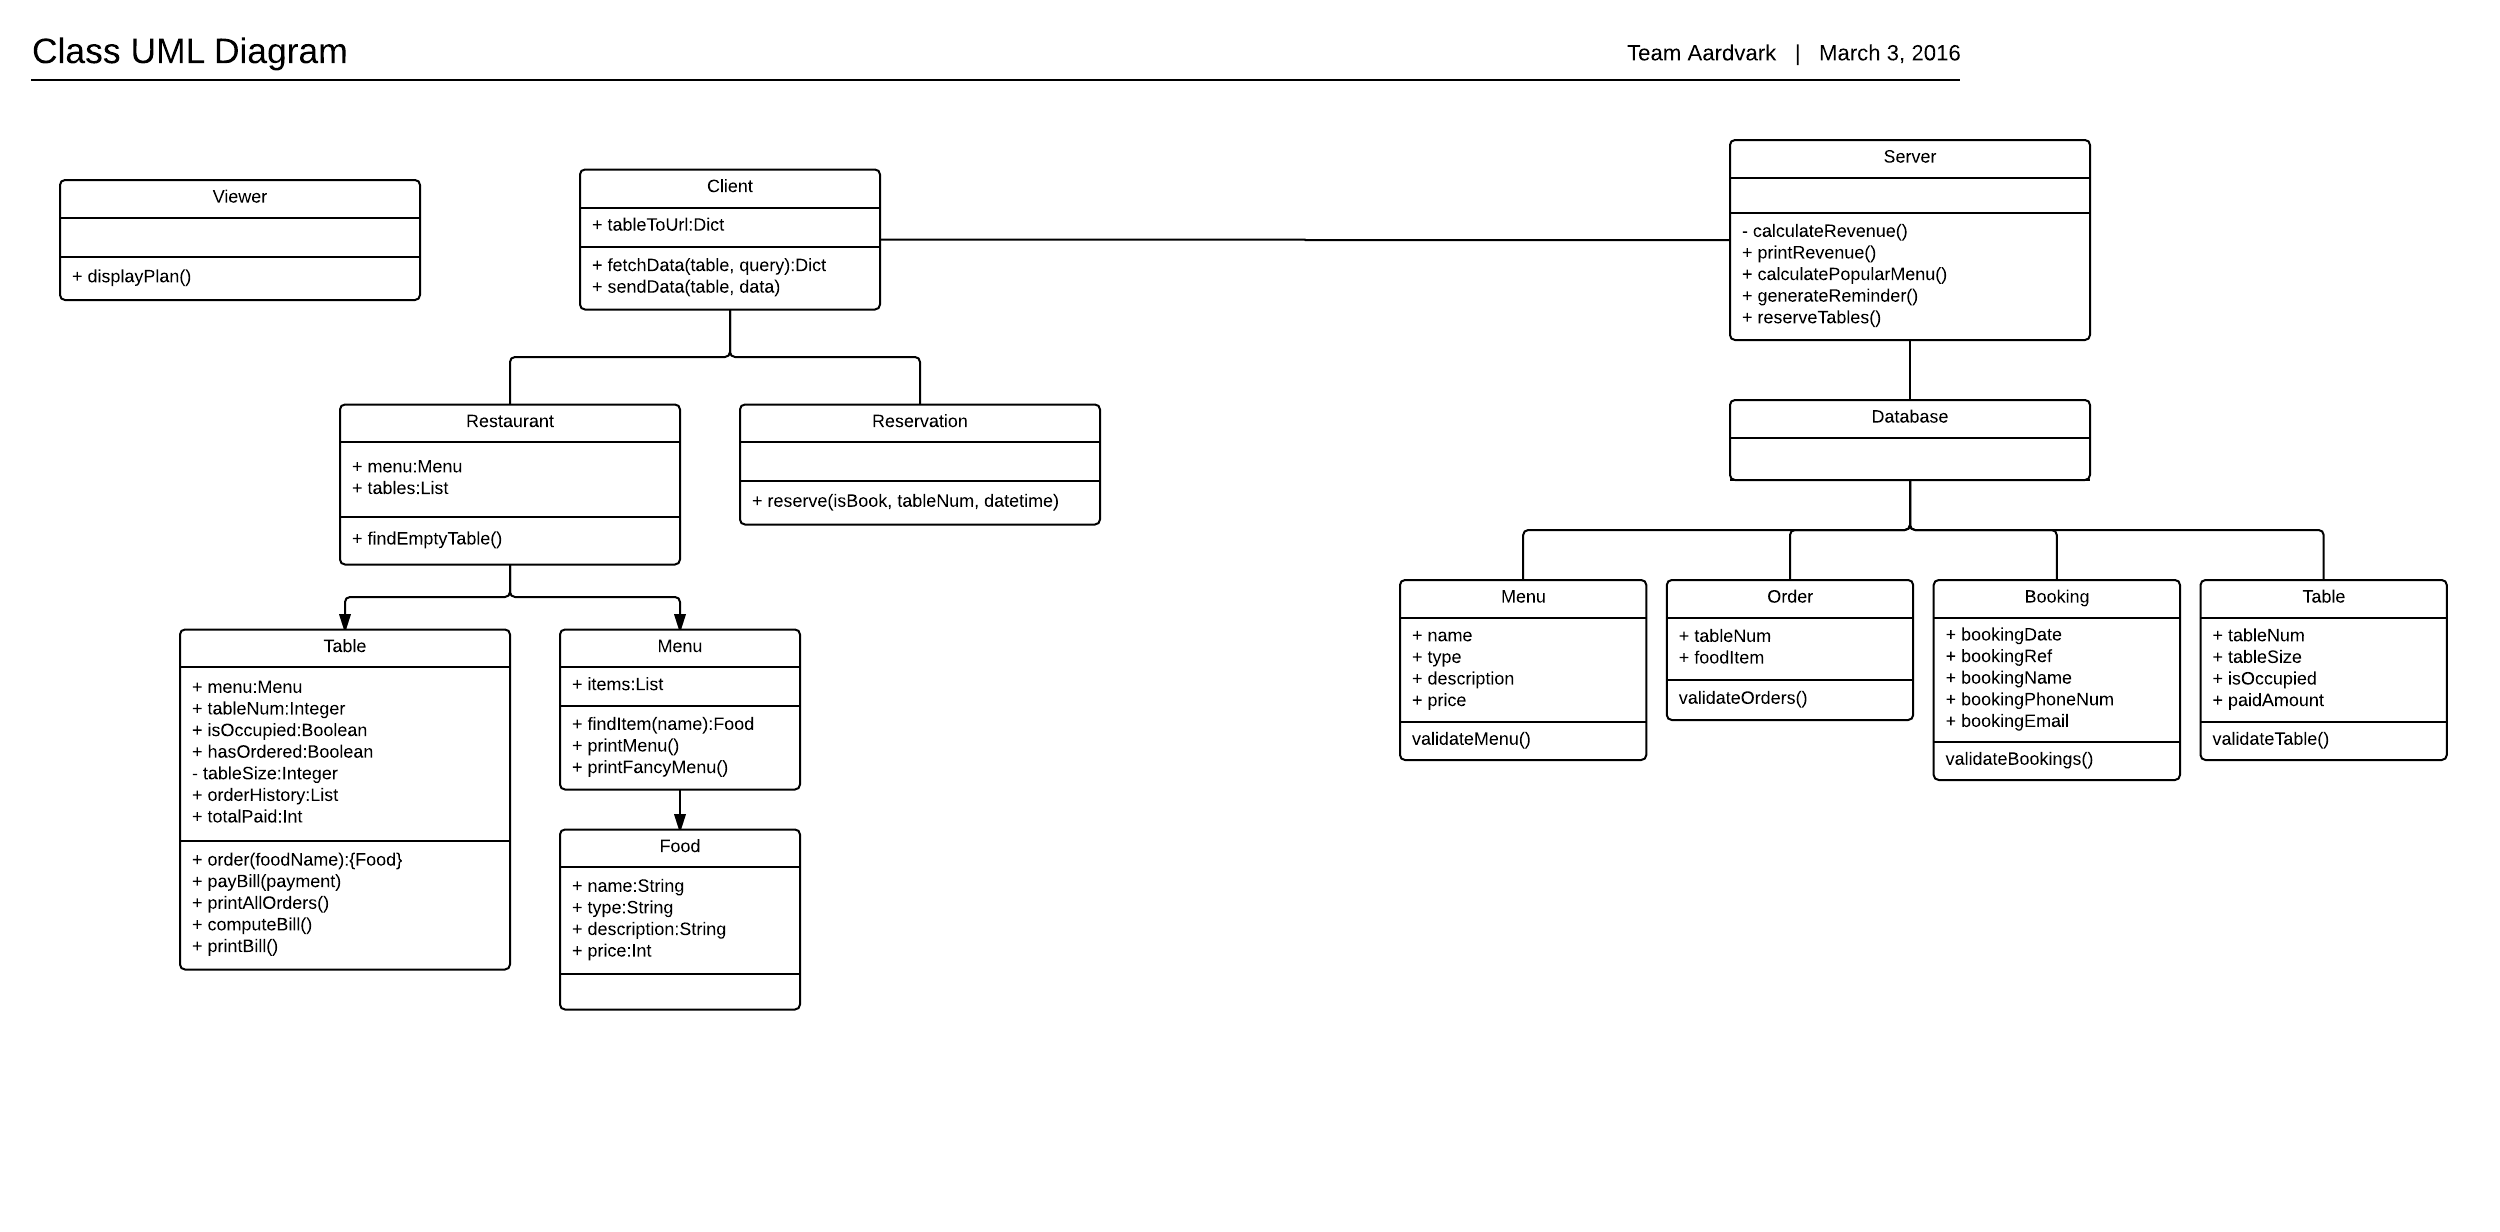 Class UML Diagram
Team Aardvark | March 3, 2016
Viewer
+ displayPlan()
Client
+ tableToUrl:Dict
+ fetchData(table, query):Dict
+ sendData(table, data)
Server
- calculateRevenue()
+ printRevenue()
+ calculatePopularMenu()
+ generateReminder()
+ reserveTables()
Restaurant
+ menu:Menu
+ tables:List
+ findEmptyTable()
Reservation
+ reserve(isBook, tableNum, datetime)
Database
Table
+ menu:Menu
+ tableNum:Integer
+ isOccupied:Boolean
+ hasOrdered:Boolean
- tableSize:Integer
+ orderHistory:List
+ totalPaid:Int
+ order(foodName):{Food}
+ payBill(payment)
+ printAllOrders()
+ computeBill()
+ printBill()
Menu
+ items:List
+ findItem(name):Food
+ printMenu()
+ printFancyMenu()
Food
+ name:String
+ type:String
+ description:String
+ price:Int
Menu
+ name
+ type
+ description
+ price
validateMenu()
Order
+ tableNum
+ foodItem
validateOrders()
Booking
+ bookingDate
+ bookingRef
+ bookingName
+ bookingPhoneNum
+ bookingEmail
validateBookings()
Table
+ tableNum
+ tableSize
+ isOccupied
+ paidAmount
validateTable()